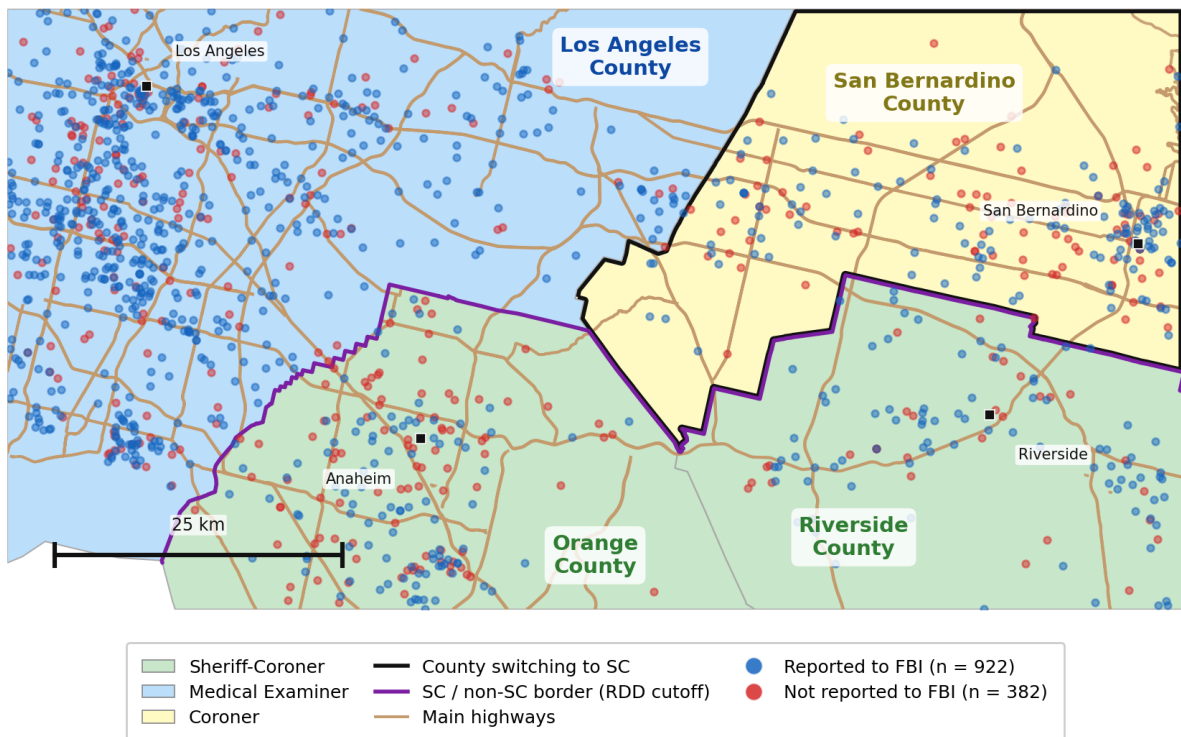 Los Angeles
Los Angeles
County
San Bernardino
County
San Bernardino
Anaheim
Riverside
25 km
Orange
County
Riverside
County
Sheriff-Coroner
Medical Examiner
Coroner
County switching to SC
SC / non-SC border (RDD cutoff)
Main highways
Reported to FBI (n = 922)
Not reported to FBI (n = 382)